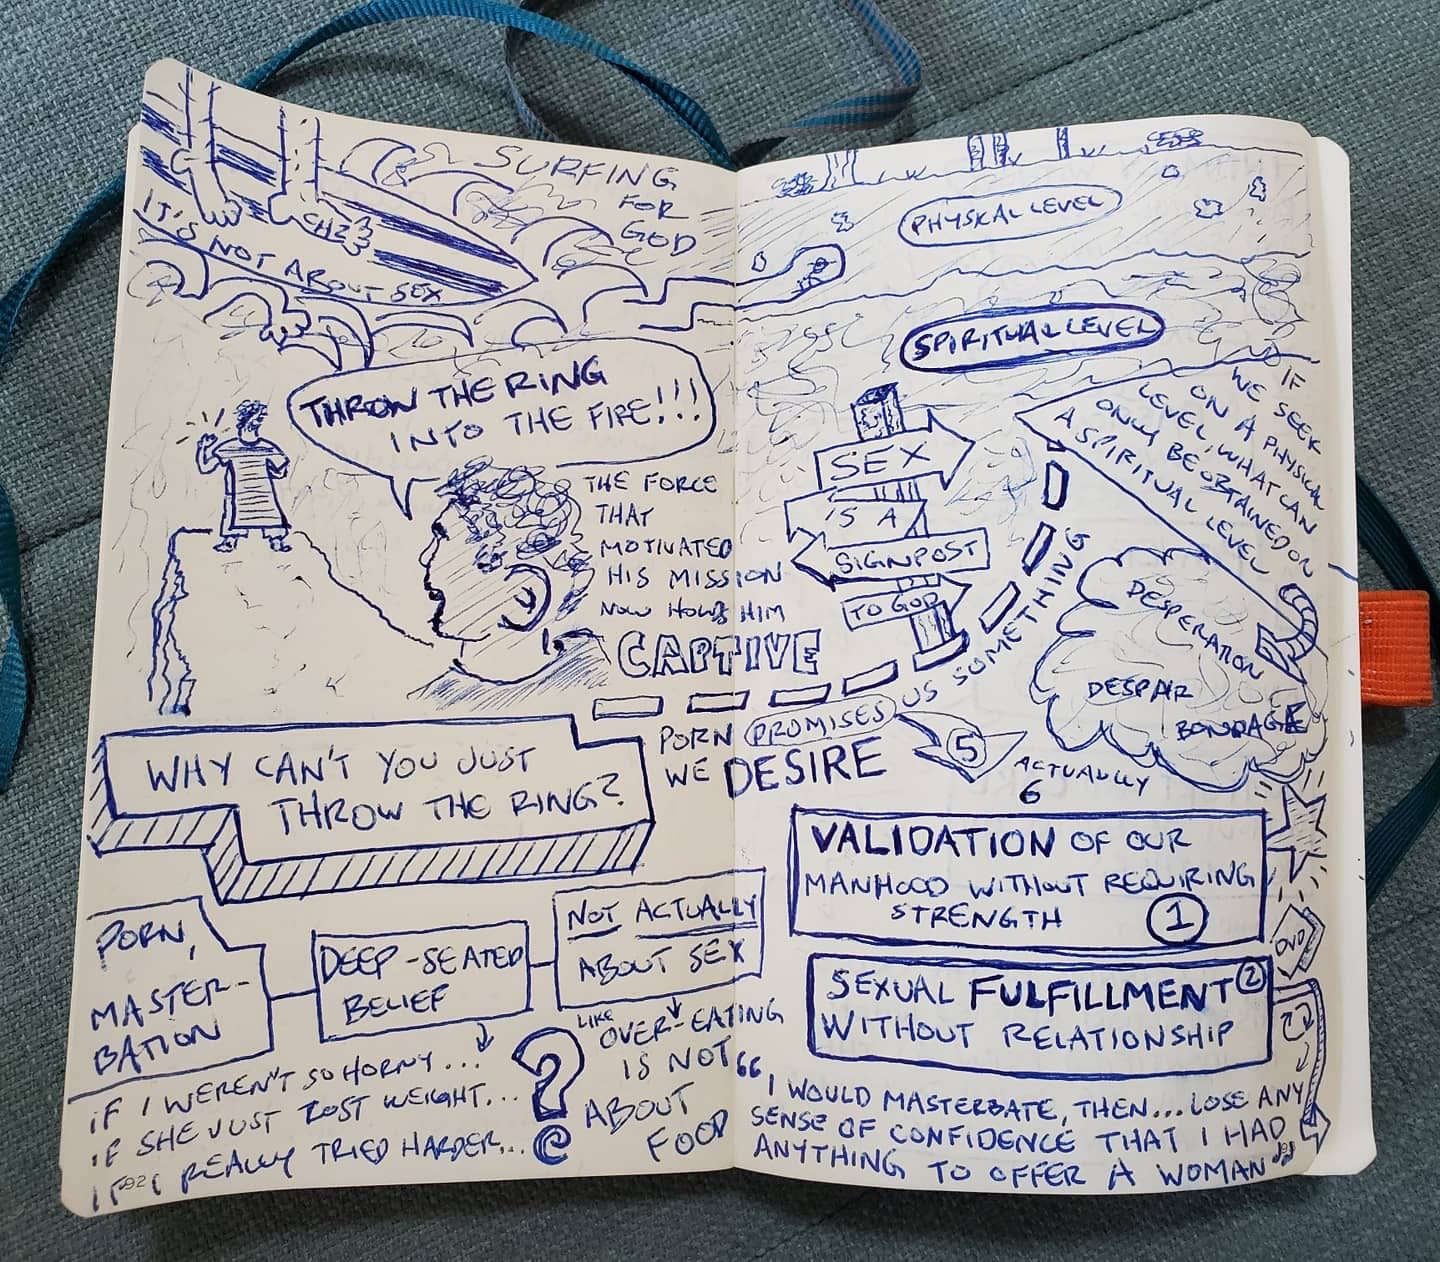 SURFING
FOR
GOD
CH2
IT'S NOT ABOUT SEX
THROW THE RING
INTO THE FIRE!!!
THE FORCE
THAT
MOTIVATED
HIS MISSION
NOW HOLDS HIM
CAPTIVE
WHY CAN'T YOU JUST
THROW THE RING?
PORN,
MASTER-
BATION
DEEP-SEATED
BELIEF
NOT ACTUALLY
ABOUT SEX
IF I WEREN'T SO HORNY...
IF SHE JUST LOST WEIGHT...
IF I REALLY TRIED HARDER...
?
LIKE
OVER-EATING
IS NOT
ABOUT
FOOD
92
PHYSICAL LEVEL
SPIRITUAL LEVEL
SEX
IS A
SIGNPOST
TO GOD
IF
WE SEEK
ON A PHYSICAL
LEVEL, WHAT CAN
ONLY BE OBTAINED ON
A SPIRITUAL LEVEL
DESPERATION
DESPAIR
BONDAGE
PORN PROMISES US SOMETHING
WE DESIRE
5
ACTUALLY
6
VALIDATION OF OUR
MANHOOD WITHOUT REQUIRING
STRENGTH
1
SEXUAL FULFILLMENT 2
WITHOUT RELATIONSHIP
DVD
"I WOULD MASTERBATE, THEN... LOSE ANY
SENSE OF CONFIDENCE THAT I HAD
ANYTHING TO OFFER A WOMAN"